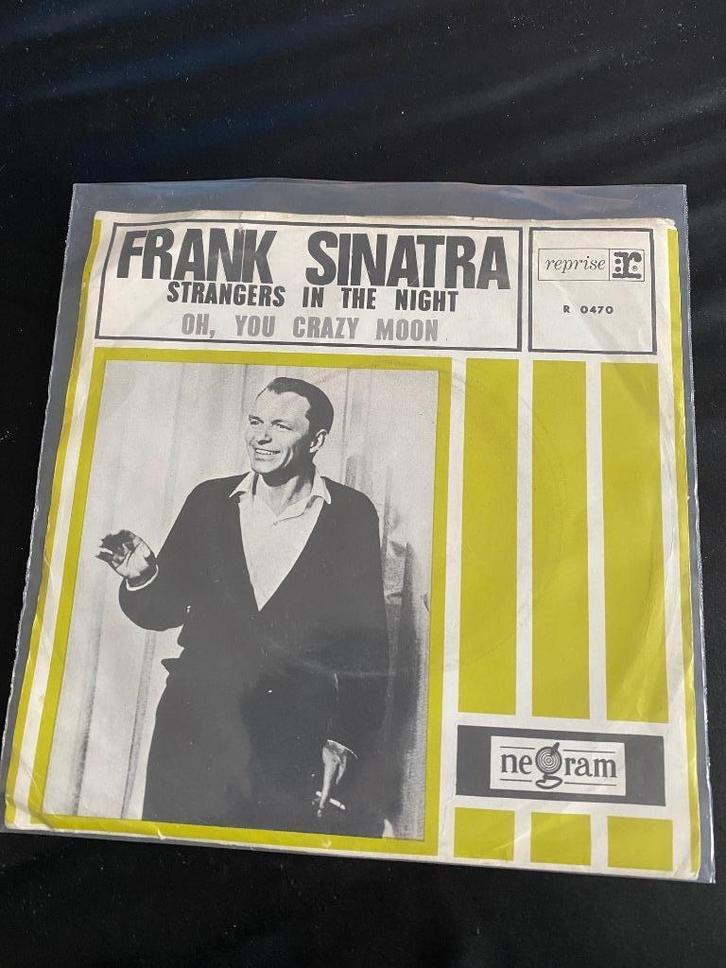 FRANK SINATRA
STRANGERS IN THE NIGHT
OH, YOU CRAZY MOON
reprise r:
R 0470
negram